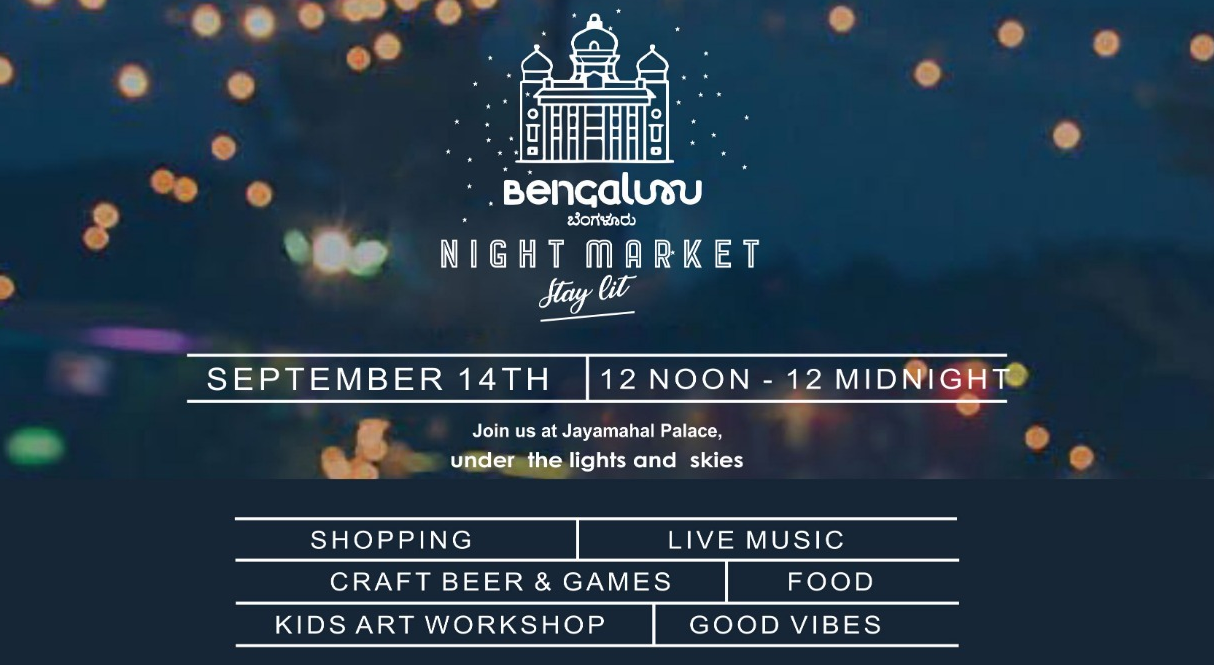 Bengaluru
ಬೆಂಗಳೂರು
NIGHT MARKET
Stay lit
SEPTEMBER 14TH 12 NOON - 12 MIDNIGHT
Join us at Jayamahal Palace,
under the lights and skies
SHOPPING LIVE MUSIC
CRAFT BEER & GAMES FOOD
KIDS ART WORKSHOP GOOD VIBES